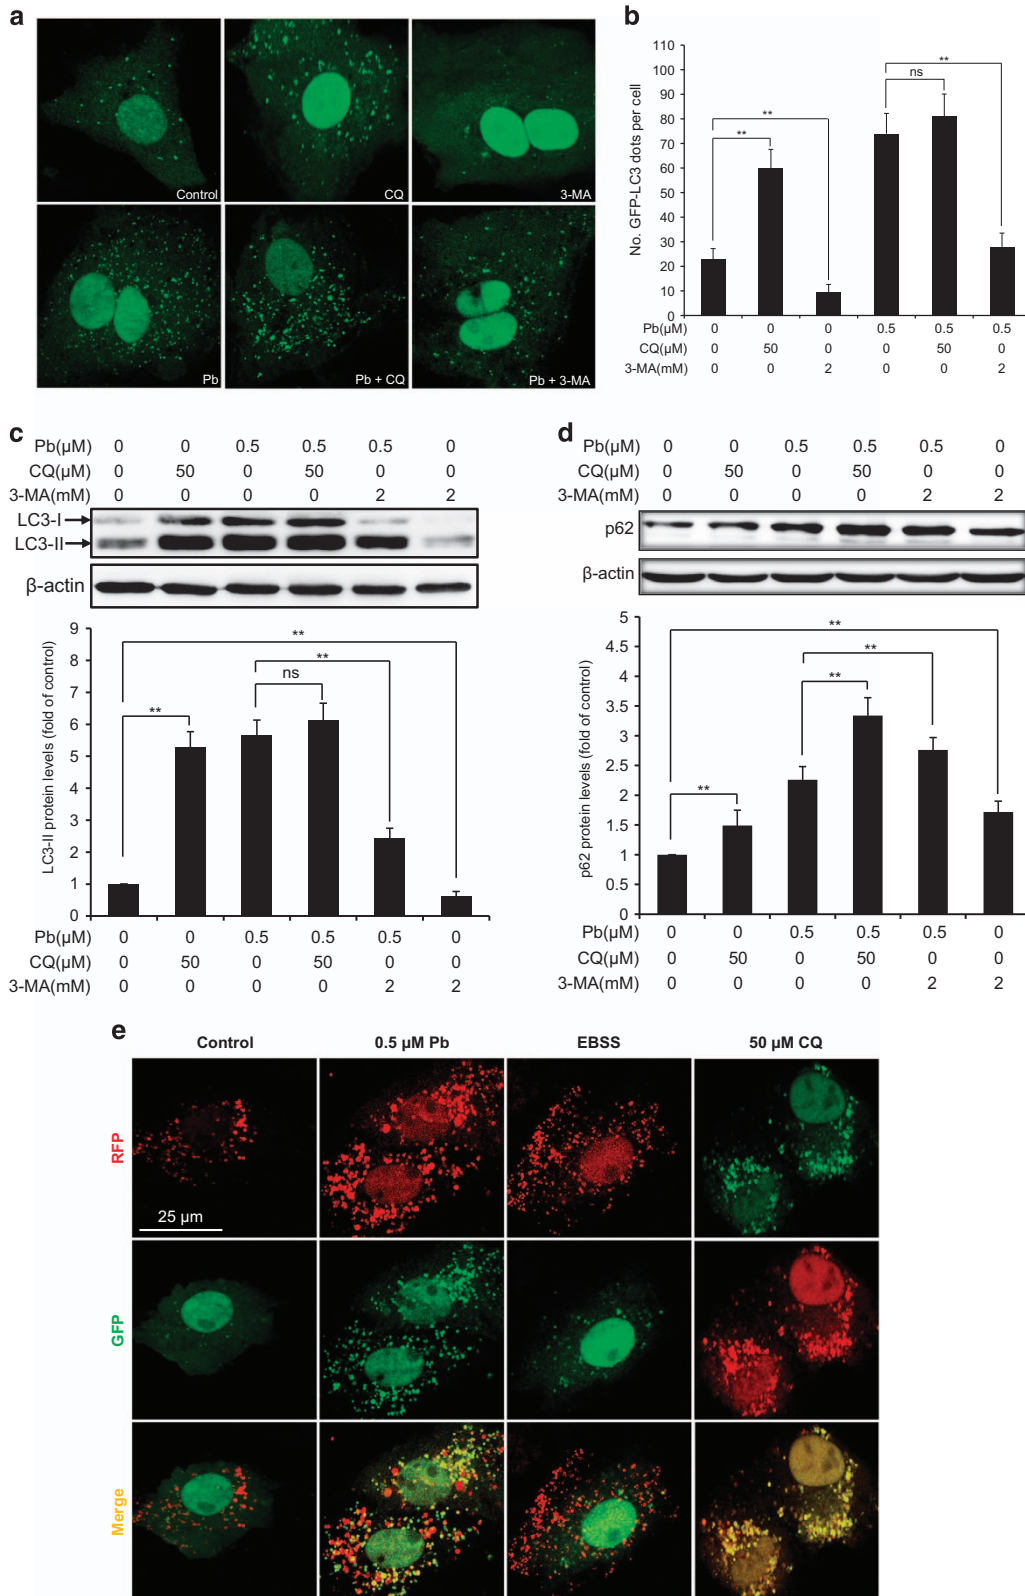 a
Control
CQ
3-MA
Pb
Pb + CQ
Pb + 3-MA
b
No. GFP-LC3 dots per cell
110
100
90
80
70
60
50
40
30
20
10
0
** ** ns **
Pb(µM) 0 0 0 0.5 0.5 0.5
CQ(µM) 0 50 0 0 50 0
3-MA(mM) 0 0 2 0 0 2
c
Pb(µM) 0 0 0.5 0.5 0.5 0
CQ(µM) 0 50 0 50 0 0
3-MA(mM) 0 0 0 0 2 2
LC3-I
LC3-II
β-actin
LC3-II protein levels (fold of control)
9
8
7
6
5
4
3
2
1
0
** ** ns **
Pb(µM) 0 0 0.5 0.5 0.5 0
CQ(µM) 0 50 0 50 0 0
3-MA(mM) 0 0 0 0 2 2
d
Pb(µM) 0 0 0.5 0.5 0.5 0
CQ(µM) 0 50 0 50 0 0
3-MA(mM) 0 0 0 0 2 2
p62
β-actin
p62 protein levels (fold of control)
5
4.5
4
3.5
3
2.5
2
1.5
1
0.5
0
** ** ** **
Pb(µM) 0 0 0.5 0.5 0.5 0
CQ(µM) 0 50 0 50 0 0
3-MA(mM) 0 0 0 0 2 2
e
Control 0.5 µM Pb EBSS 50 µM CQ
RFP
25 µm
GFP
Merge